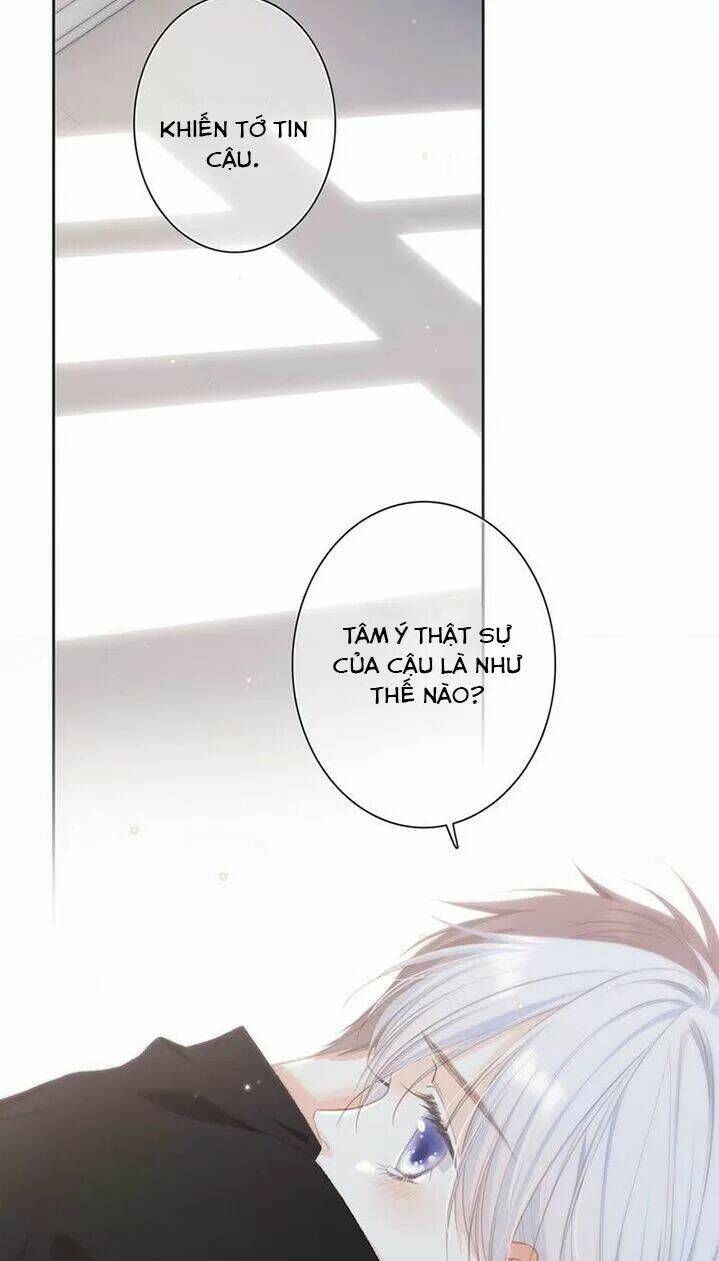 KHIẾN TỚ TIN
CẬU.
TÂM Ý THẬT SỰ
CỦA CẬU LÀ NHƯ
THẾ NÀO?